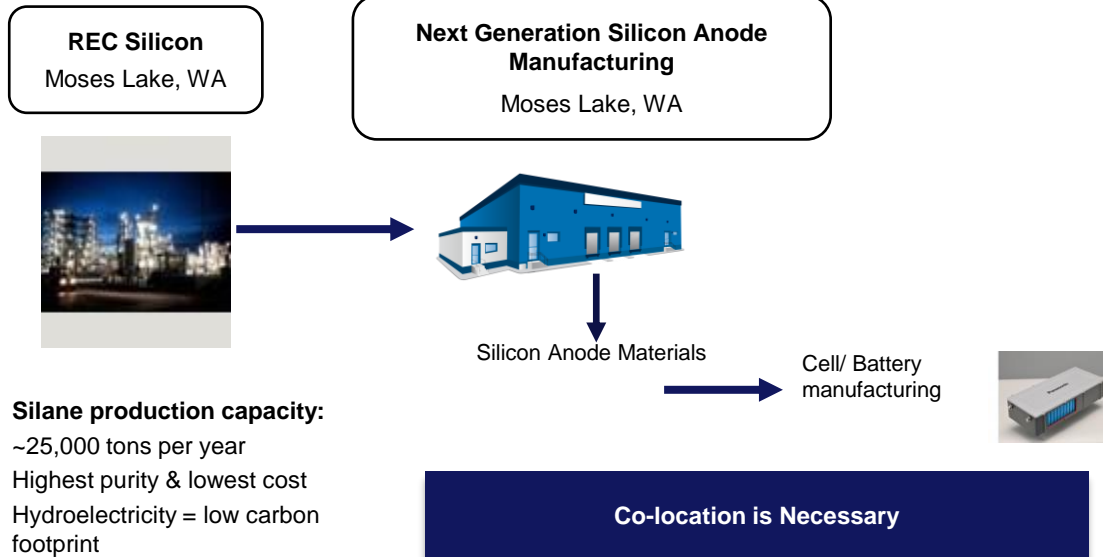 REC Silicon
Moses Lake, WA
Next Generation Silicon Anode
Manufacturing
Moses Lake, WA
Silicon Anode Materials
Cell/ Battery
manufacturing
Panasonic
Silane production capacity:
~25,000 tons per year
Highest purity & lowest cost
Hydroelectricity = low carbon
footprint
Co-location is Necessary